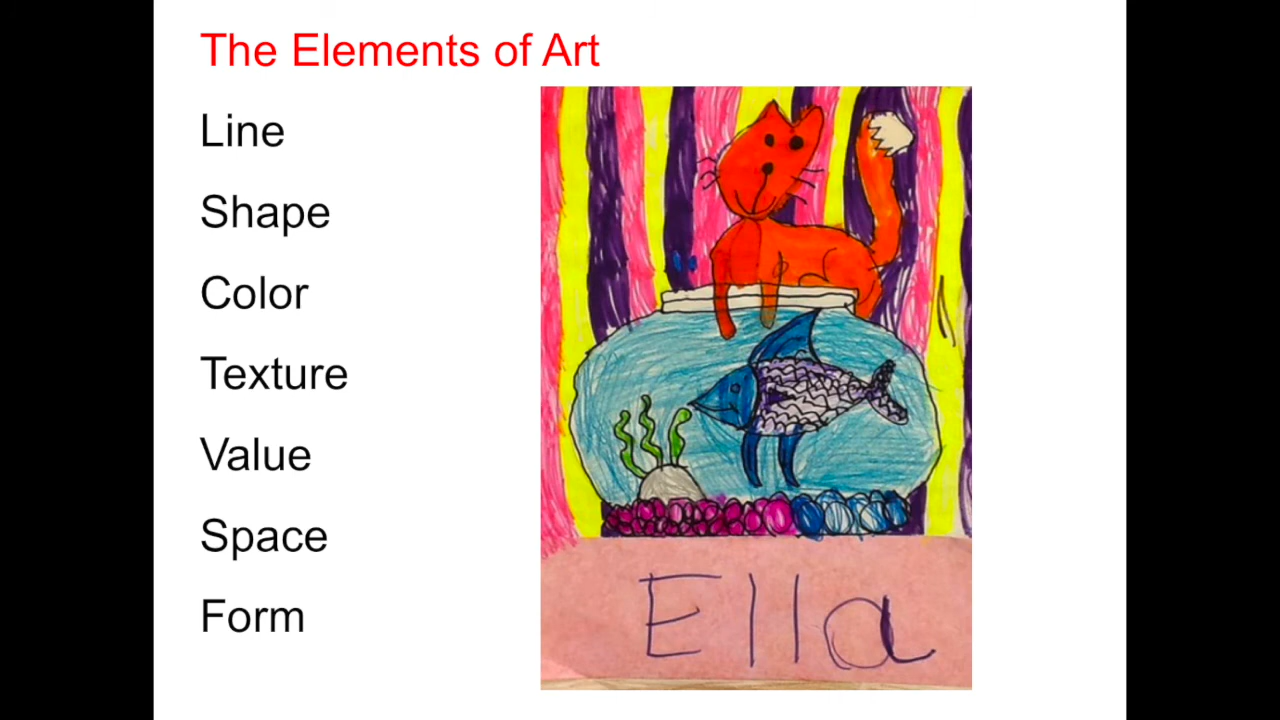 The Elements of Art
Line
Shape
Color
Texture
Value
Space
Form
Ella